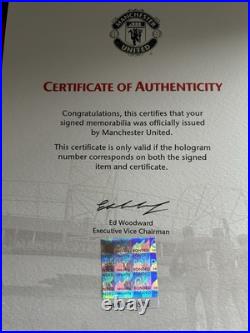 MANCHESTER
UNITED
CERTIFICATE OF AUTHENTICITY
Congratulations, this certifies that your
signed memorabilia was officially issued
by Manchester United.
This certificate is only valid if the hologram
number corresponds on both the signed
item and certificate.
Ed Woodward
Executive Vice Chairman